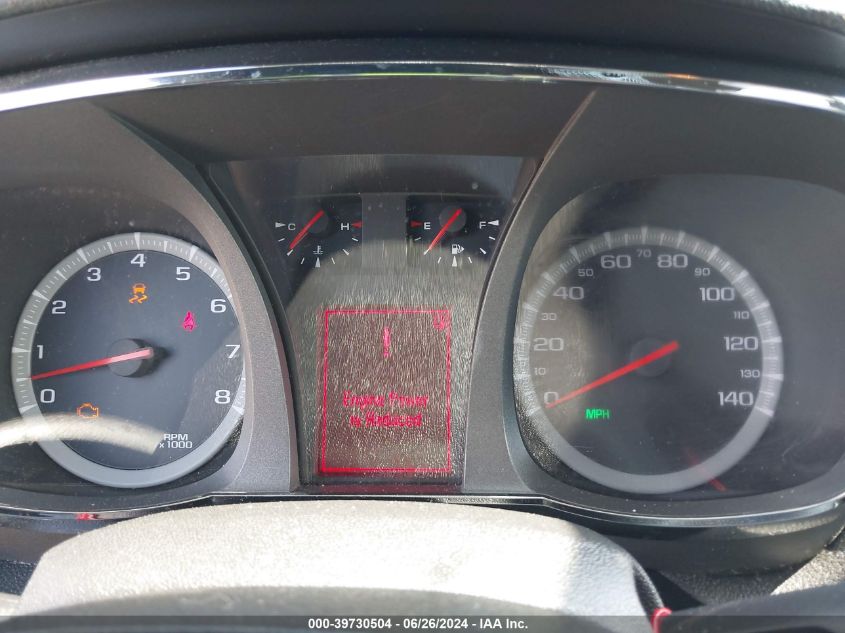 C H E F
0 1 2 3 4 5 6 7 8
RPM
x1000
!
Engine Power
is Reduced
0 10 20 30 40 50 60 70 80 90 100 110 120 130 140
MPH
000-39730504 / 06/26/2024 - IAA Inc.